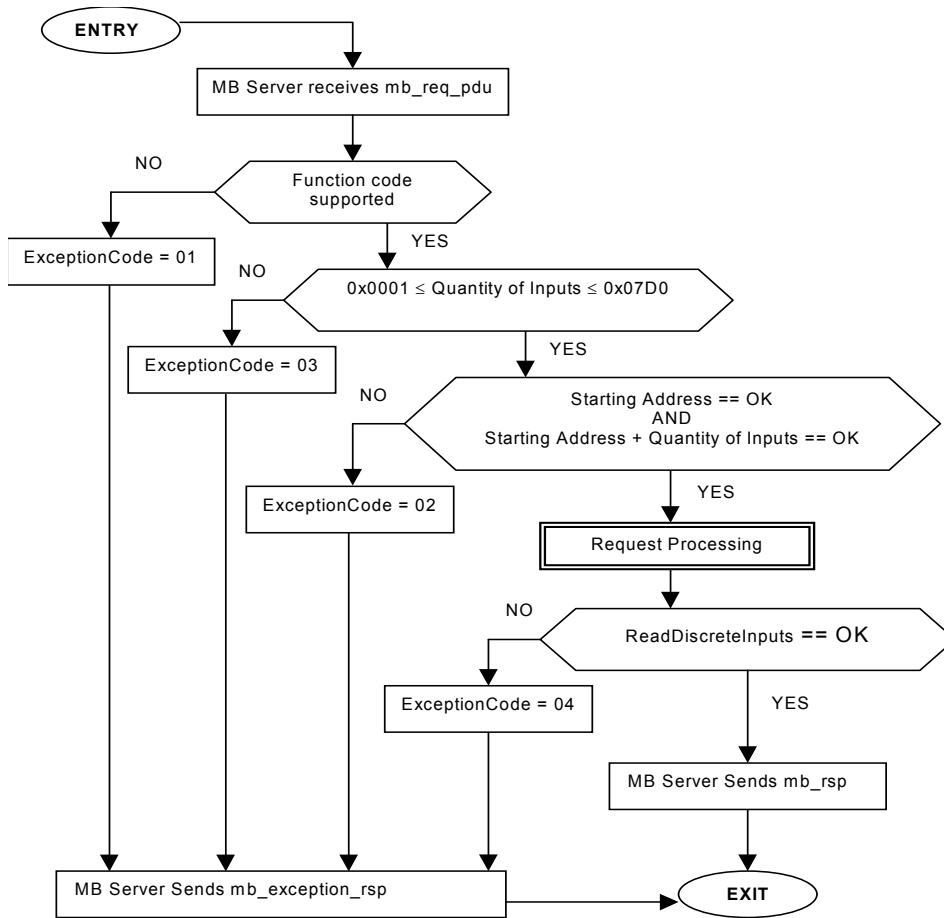 ENTRY
MB Server receives mb_req_pdu
NO
Function code
supported
YES
ExceptionCode = 01
NO
0x0001 ≤ Quantity of Inputs ≤ 0x07D0
YES
ExceptionCode = 03
NO
Starting Address == OK
AND
Starting Address + Quantity of Inputs == OK
YES
ExceptionCode = 02
Request Processing
NO
ReadDiscreteInputs == OK
YES
ExceptionCode = 04
MB Server Sends mb_rsp
MB Server Sends mb_exception_rsp
EXIT